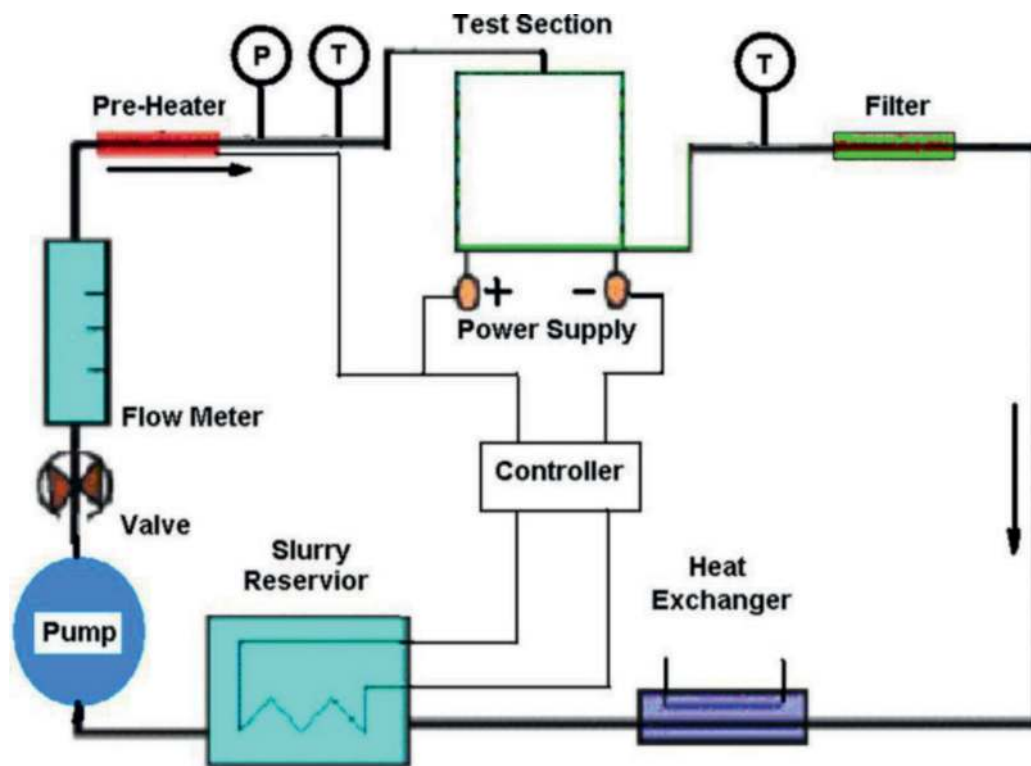 Test Section
P
T
T
Pre-Heater
Filter
+
-
Power Supply
Flow Meter
Controller
Valve
Slurry
Reservior
Heat
Exchanger
Pump